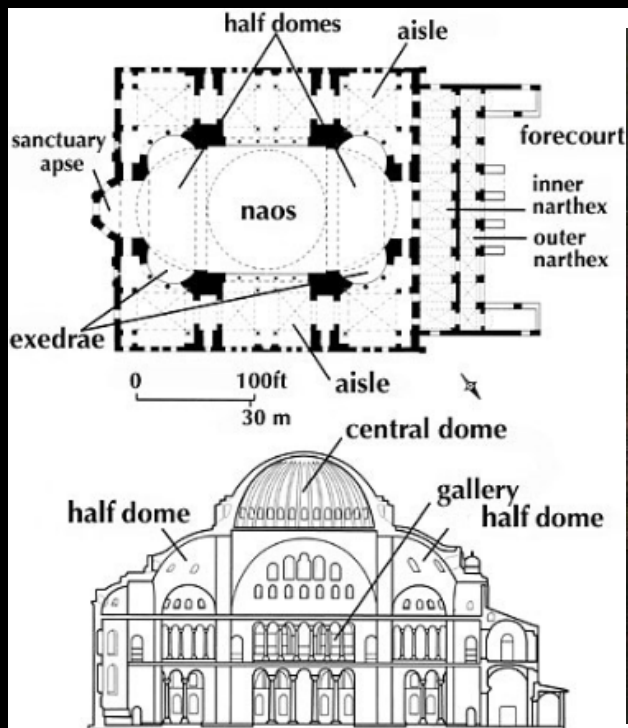 half domes
aisle
sanctuary
apse
forecourt
naos
inner
narthex
outer
narthex
exedrae
aisle
0 100ft
30 m
central dome
gallery
half dome
half dome